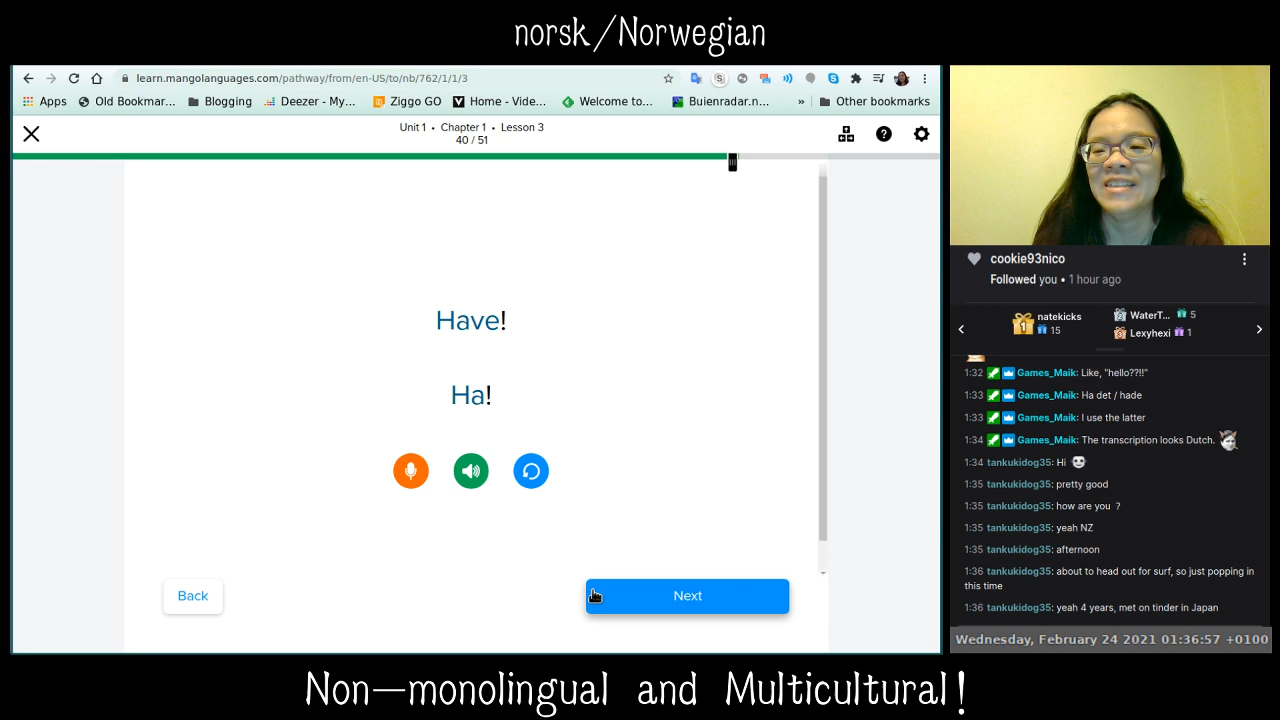 norsk/Norwegian
learn.mangolanguages.com/pathway/from/en-US/to/nb/762/1/1/3
Apps Old Bookmar... Blogging Deezer - My... Ziggo GO Home - Vide... Welcome to... Buienradar.n... » Other bookmarks
Unit 1 • Chapter 1 • Lesson 3
40 / 51
Have!
Ha!
Back
Next
cookie93nico
Followed you • 1 hour ago
natekicks
15
WaterT... 5
Lexyhexi 1
1:32 Games_Maik: Like, "hello??!!"
1:33 Games_Maik: Ha det / hade
1:33 Games_Maik: I use the latter
1:34 Games_Maik: The transcription looks Dutch.
1:34 tankukidog35: Hi
1:35 tankukidog35: pretty good
1:35 tankukidog35: how are you ?
1:35 tankukidog35: yeah NZ
1:35 tankukidog35: afternoon
1:36 tankukidog35: about to head out for surf, so just popping in
this time
1:36 tankukidog35: yeah 4 years, met on tinder in Japan
Wednesday, February 24 2021 01:36:57 +0100
Non-monolingual and Multicultural!